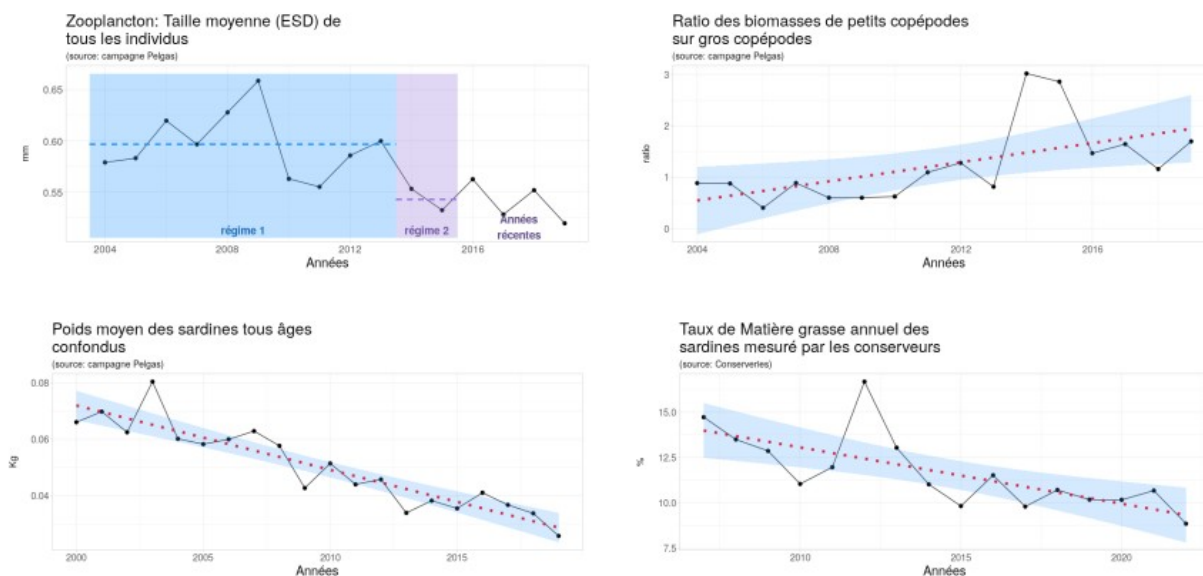 Zooplancton: Taille moyenne (ESD) de
tous les individus
(source: campagne Pelgas)
0.65
0.60
0.55
mm
régime 1
régime 2
Années
récentes
2004
2008
2012
2016
Années
Ratio des biomasses de petits copépodes
sur gros copépodes
(source: campagne Pelgas)
3
2
1
0
ratio
2004
2008
2012
2016
Années
Poids moyen des sardines tous âges
confondus
(source: campagne Pelgas)
0.08
0.06
0.04
Kg
2000
2005
2010
2015
Années
Taux de Matière grasse annuel des
sardines mesuré par les conserveurs
(source: Conserveries)
15.0
12.5
10.0
7.5
%
2010
2015
2020
Années